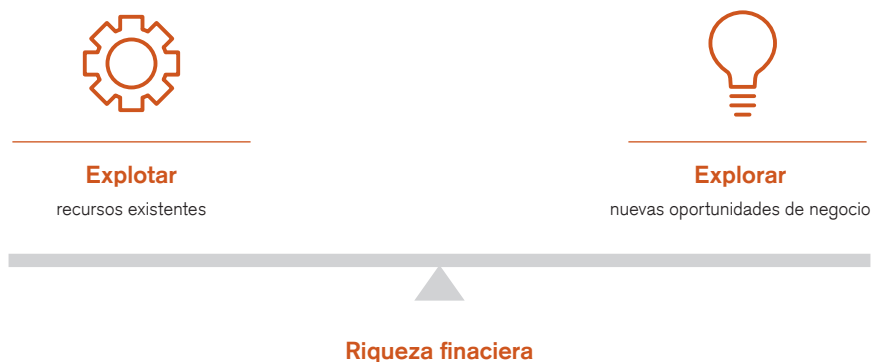 Explotar
recursos existentes
Explorar
nuevas oportunidades de negocio
Riqueza finaciera